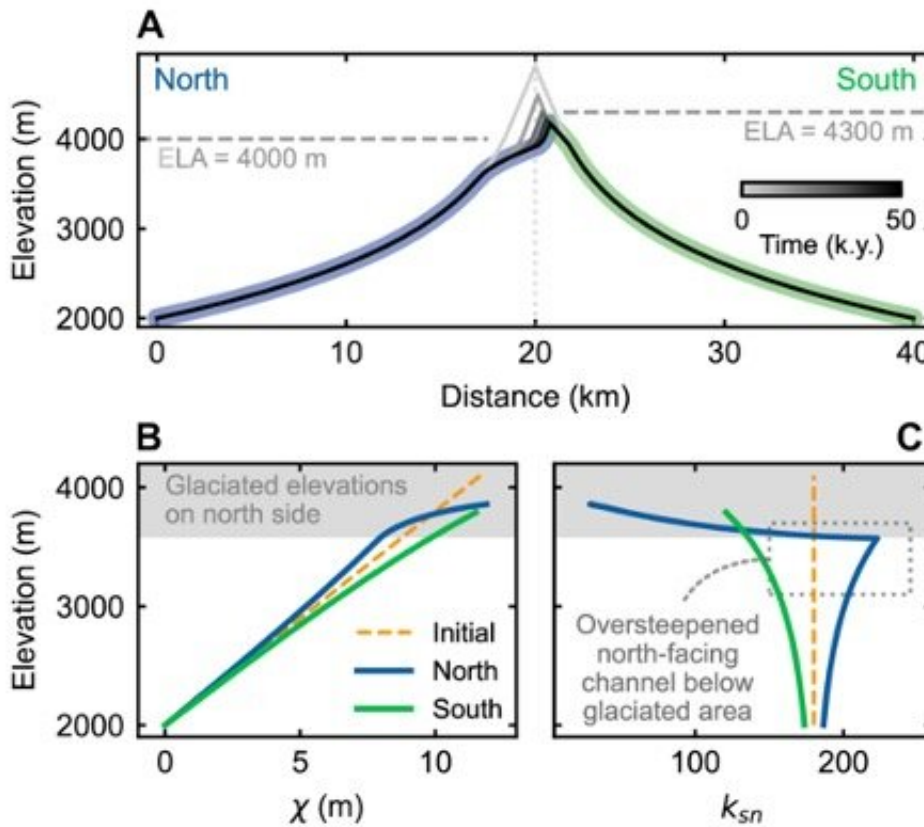 A
North
South
ELA = 4000 m
ELA = 4300 m
0
50
Time (k.y.)
Elevation (m)
4000
3000
2000
0
10
20
30
40
Distance (km)
B
Glaciated elevations
on north side
Initial
North
South
Elevation (m)
4000
3000
2000
0
5
10
χ (m)
C
Oversteepened
north-facing
channel below
glaciated area
100
200
ksn